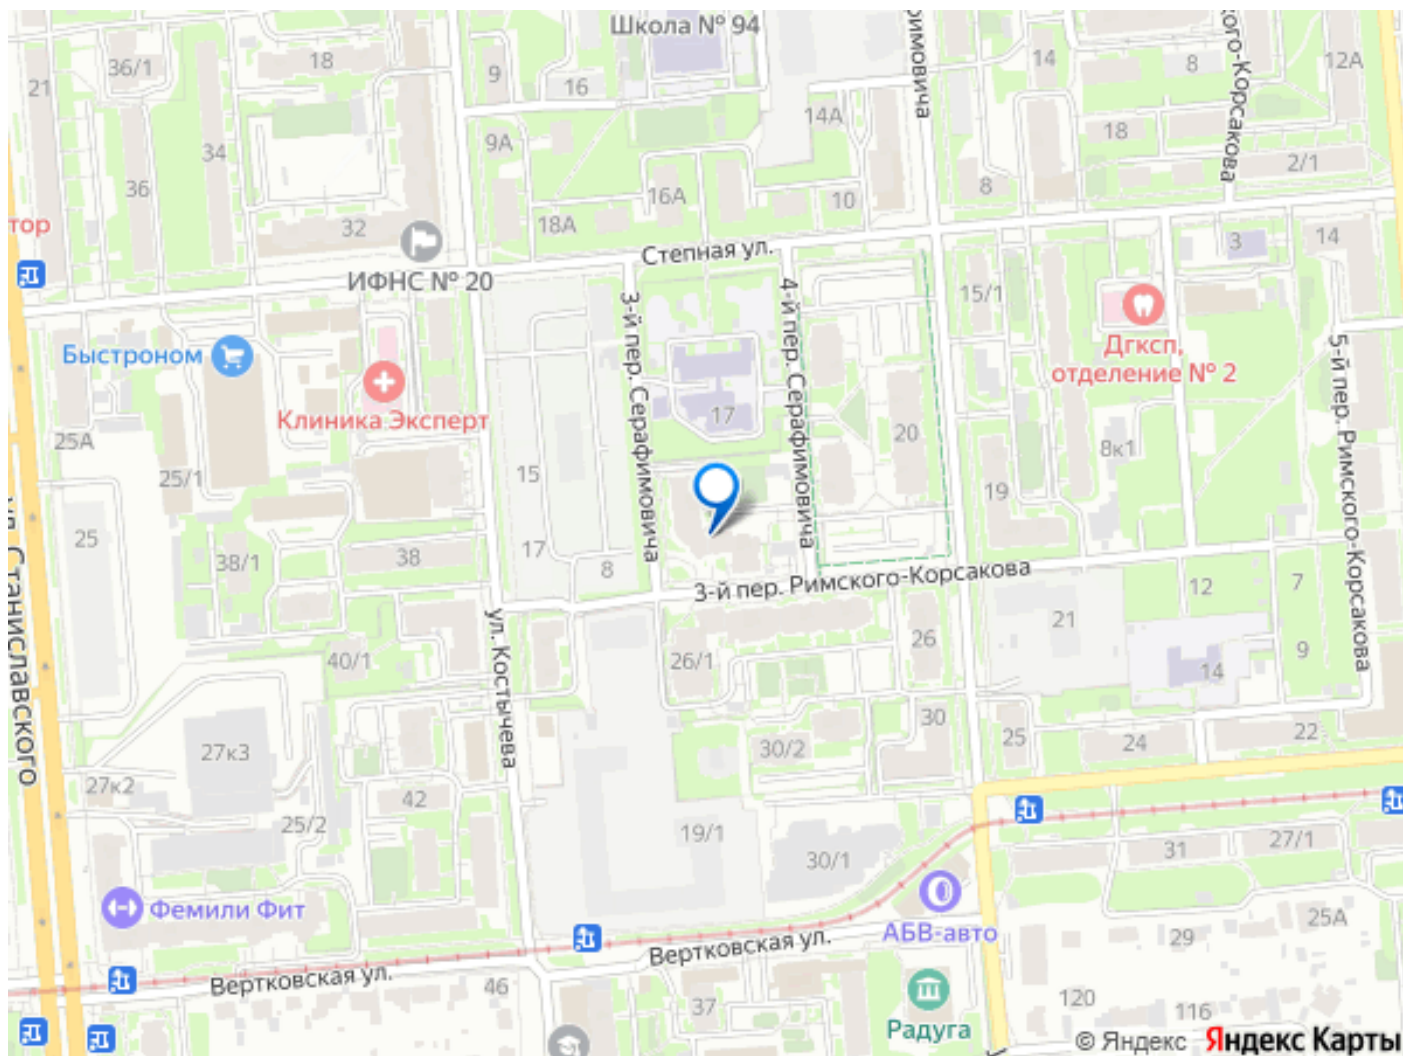 Школа № 94
21
36/1
18
9
16
14
8
12А
34
9А
14А
18
2/1
36
16А
10
8
тор
32
18А
3
14
Степная ул.
ИФНС № 20
15/1
3-й пер. Серафимовича
4-й пер. Серафимовича
Быстроном
Дгксп,
отделение № 2
5-й пер. Римского-Корсакова
Клиника Эксперт
17
20
25А
8к1
25/1
15
19
25
17
38/1
38
8
3-й пер. Римского-Корсакова
12
7
ул. Станиславского
ул. Костычева
21
26
9
40/1
26/1
14
30
27к3
30/2
25
24
22
27к2
42
25/2
19/1
30/1
31
27/1
Фемили Фит
АБВ-авто
25А
29
Вертковская ул.
Вертковская ул.
46
37
120
116
Радуга
© Яндекс Яндекс Карты